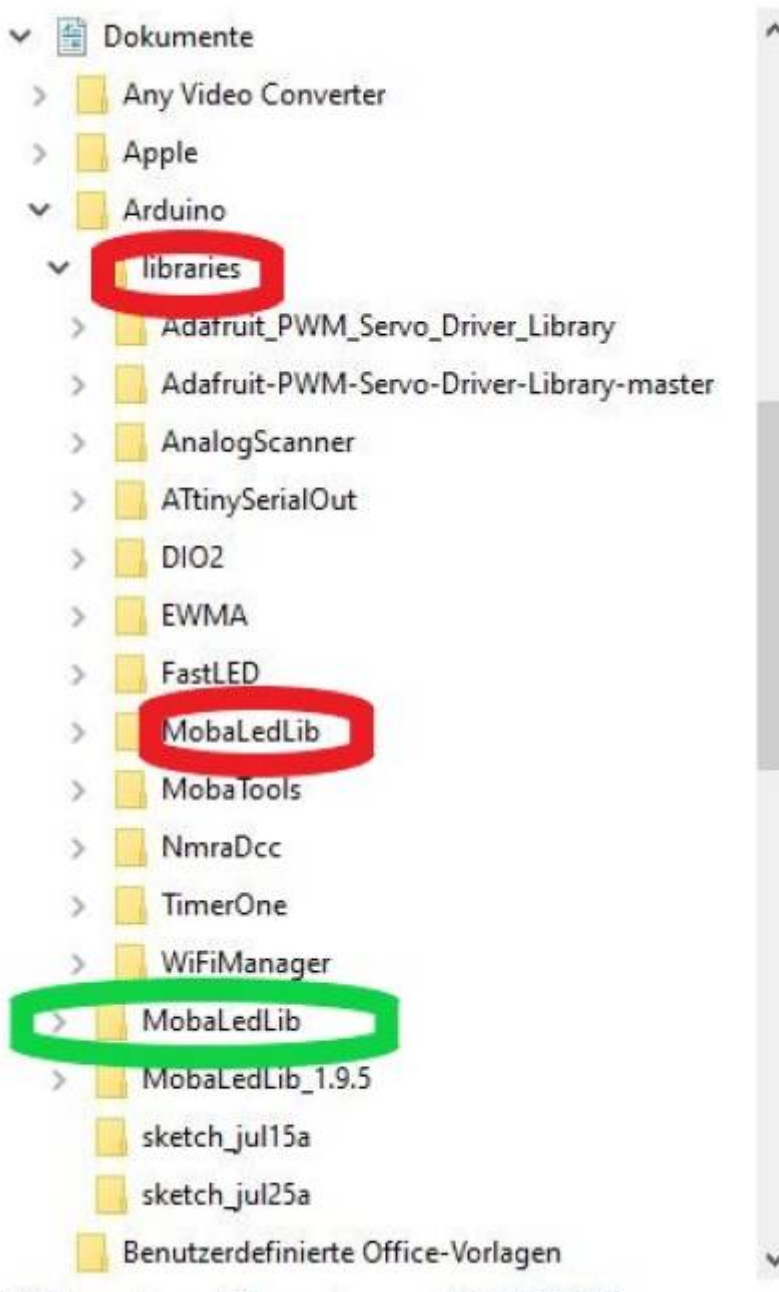 Dokumente
Any Video Converter
Apple
Arduino
libraries
Adafruit_PWM_Servo_Driver_Library
Adafruit-PWM-Servo-Driver-Library-master
AnalogScanner
ATtinySerialOut
DIO2
EWMA
FastLED
MobaLedLib
MobaTools
NmraDcc
TimerOne
WiFiManager
MobaLedLib
MobaLedLib_1.9.5
sketch_jul15a
sketch_jul25a
Benutzerdefinierte Office-Vorlagen